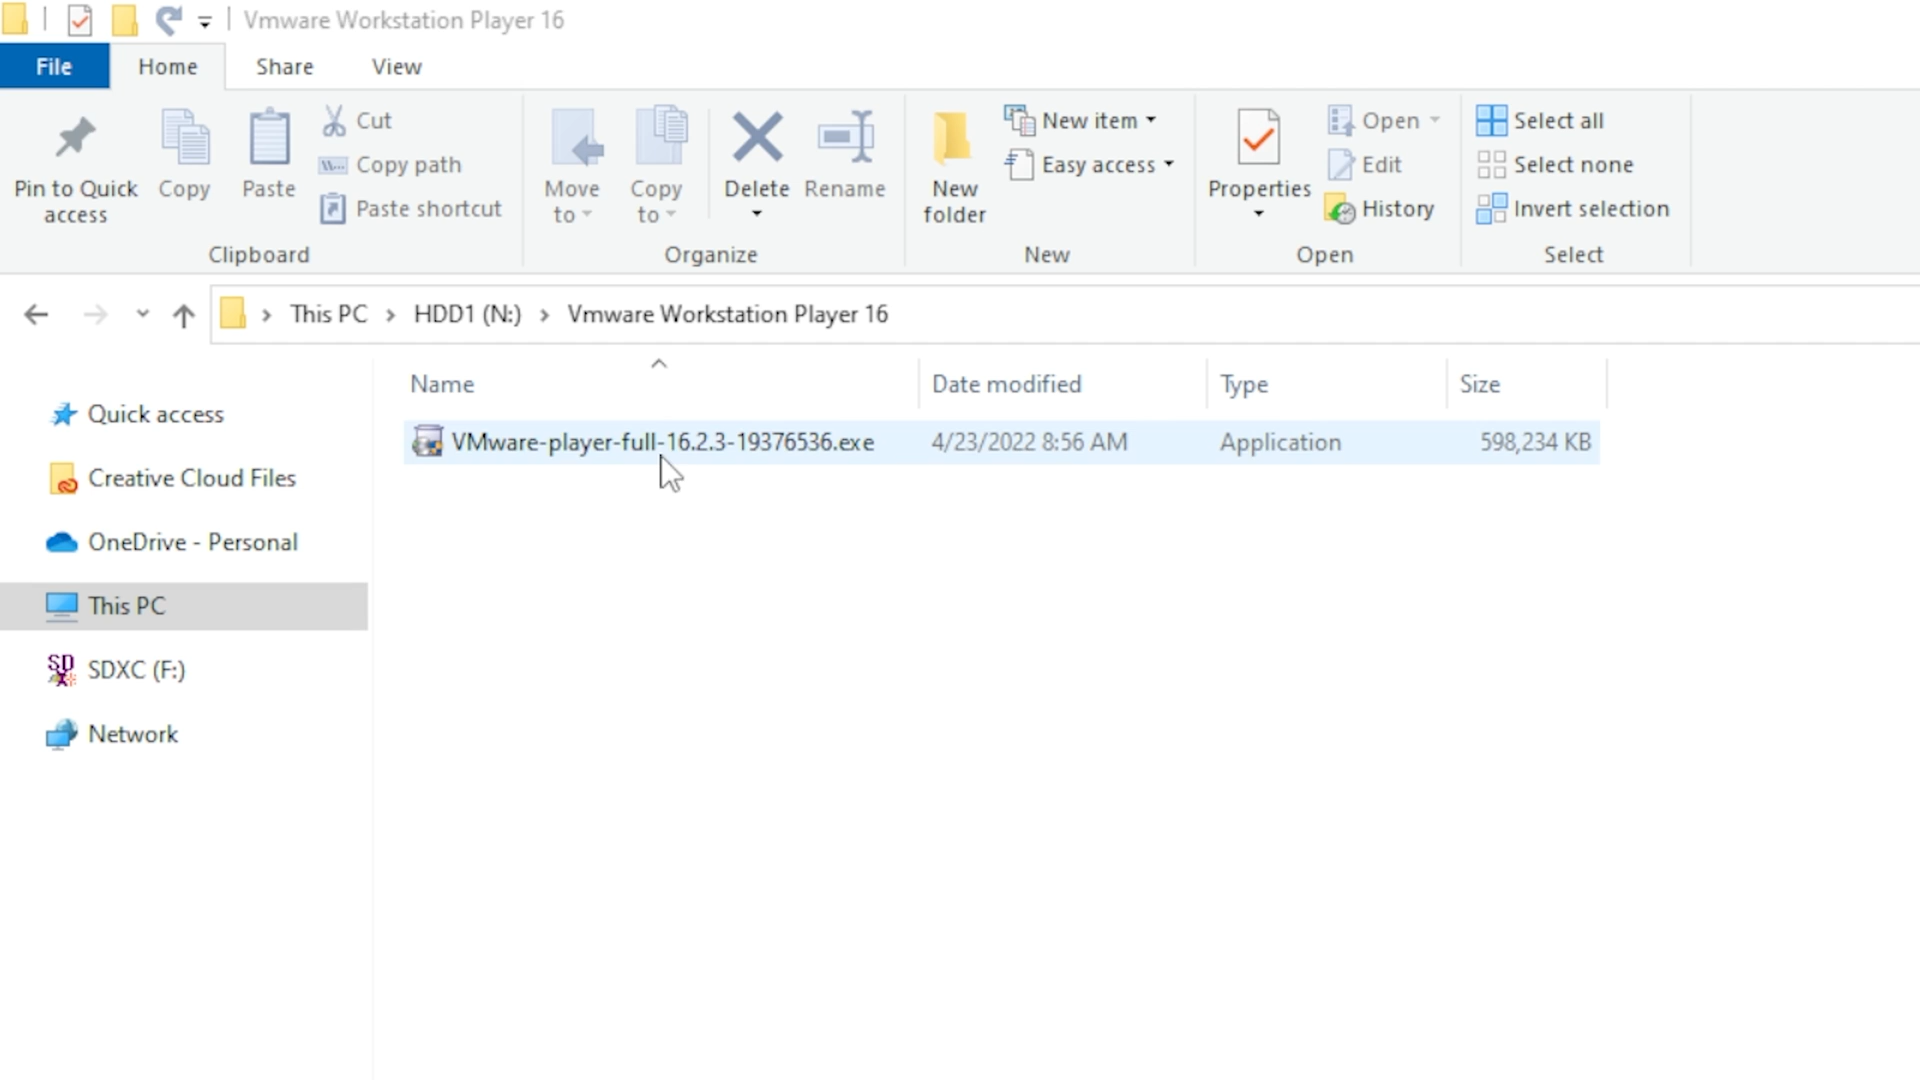 Vmware Workstation Player 16
File Home Share View
Pin to Quick access
Copy
Paste
Cut
Copy path
Paste shortcut
Clipboard
Move to
Copy to
Delete
Rename
Organize
New folder
New item
Easy access
New
Properties
Open
Edit
History
Open
Select all
Select none
Invert selection
Select
This PC > HDD1 (N:) > Vmware Workstation Player 16
Name Date modified Type Size
VMware-player-full-16.2.3-19376536.exe 4/23/2022 8:56 AM Application 598,234 KB
Quick access
Creative Cloud Files
OneDrive - Personal
This PC
SDXC (F:)
Network